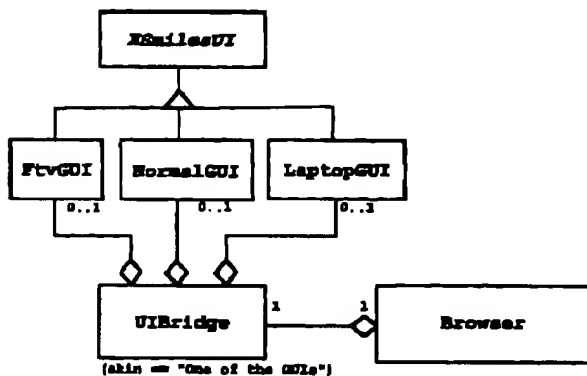 XSmilesUI
FtvGUI
NormalGUI
LaptopGUI
0..1
0..1
0..1
UIBridge
1
1
Browser
{skin == "One of the GUIs"}